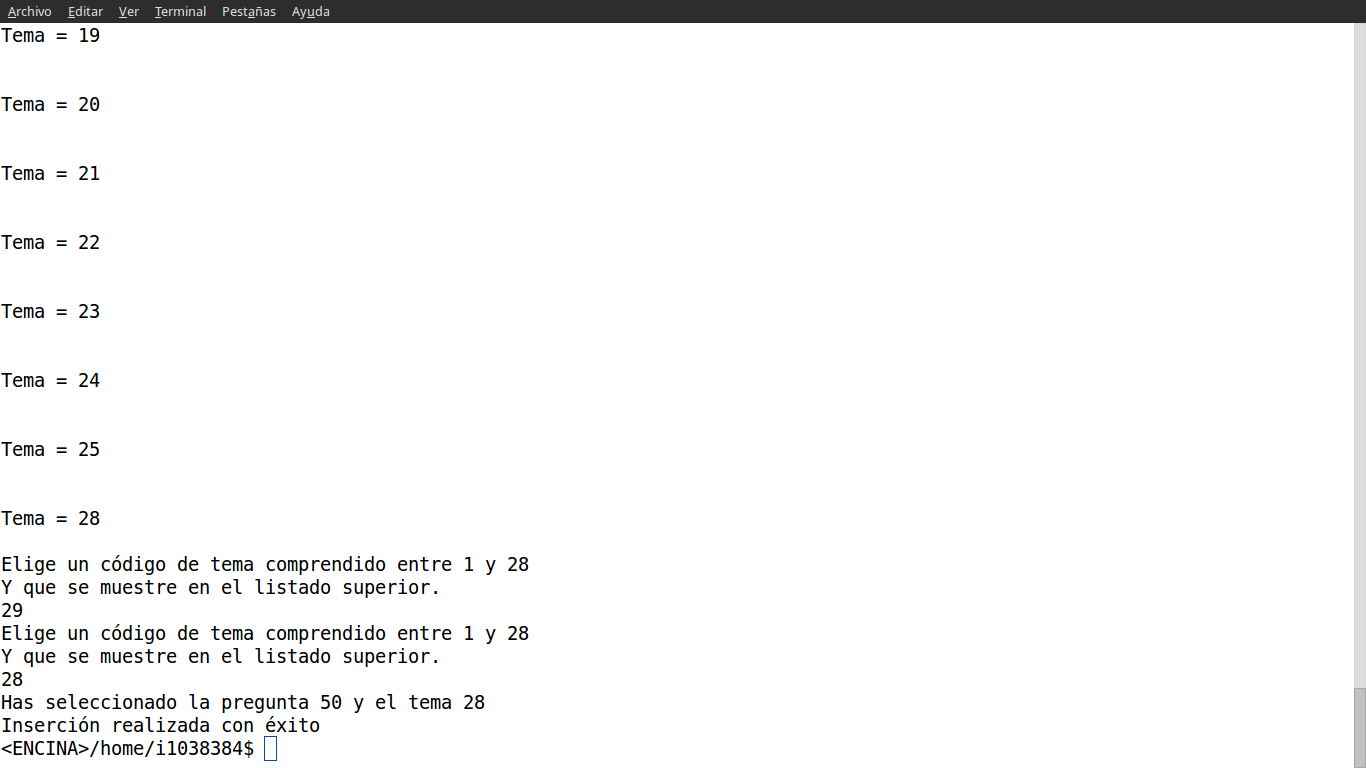 Archivo Editar Ver Terminal Pestañas Ayuda
Tema = 19
Tema = 20
Tema = 21
Tema = 22
Tema = 23
Tema = 24
Tema = 25
Tema = 28
Elige un código de tema comprendido entre 1 y 28
Y que se muestre en el listado superior.
29
Elige un código de tema comprendido entre 1 y 28
Y que se muestre en el listado superior.
28
Has seleccionado la pregunta 50 y el tema 28
Inserción realizada con éxito
<ENCINA>/home/i1038384$